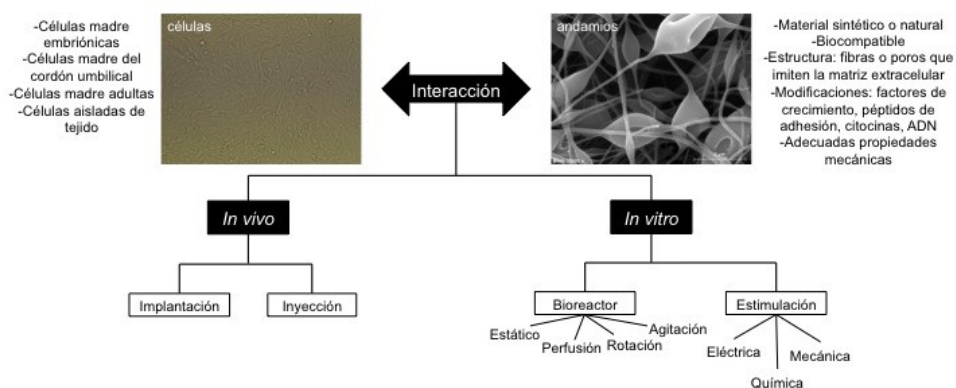 -Células madre
embriónicas
-Células madre del
cordón umbilical
-Células madre adultas
-Células aisladas de
tejido
células
Interacción
andamios
-Material sintético o natural
-Biocompatible
-Estructura: fibras o poros que
imiten la matriz extracelular
-Modificaciones: factores de
crecimiento, péptidos de
adhesión, citocinas, ADN
-Adecuadas propiedades
mecánicas
In vivo
In vitro
Implantación
Inyección
Bioreactor
Estimulación
Estático
Perfusión
Rotación
Agitación
Eléctrica
Química
Mecánica